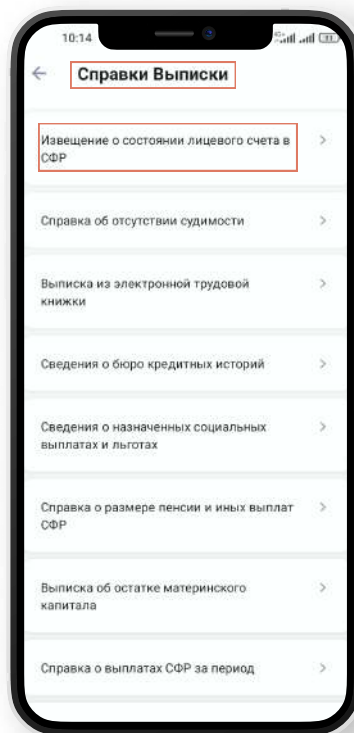 10:14
Справки Выписки
Извещение о состоянии лицевого счета в
СФР
Справка об отсутствии судимости
Выписка из электронной трудовой
книжки
Сведения о бюро кредитных историй
Сведения о назначенных социальных
выплатах и льготах
Справка о размере пенсии и иных выплат
СФР
Выписка об остатке материнского
капитала
Справка о выплатах СФР за период